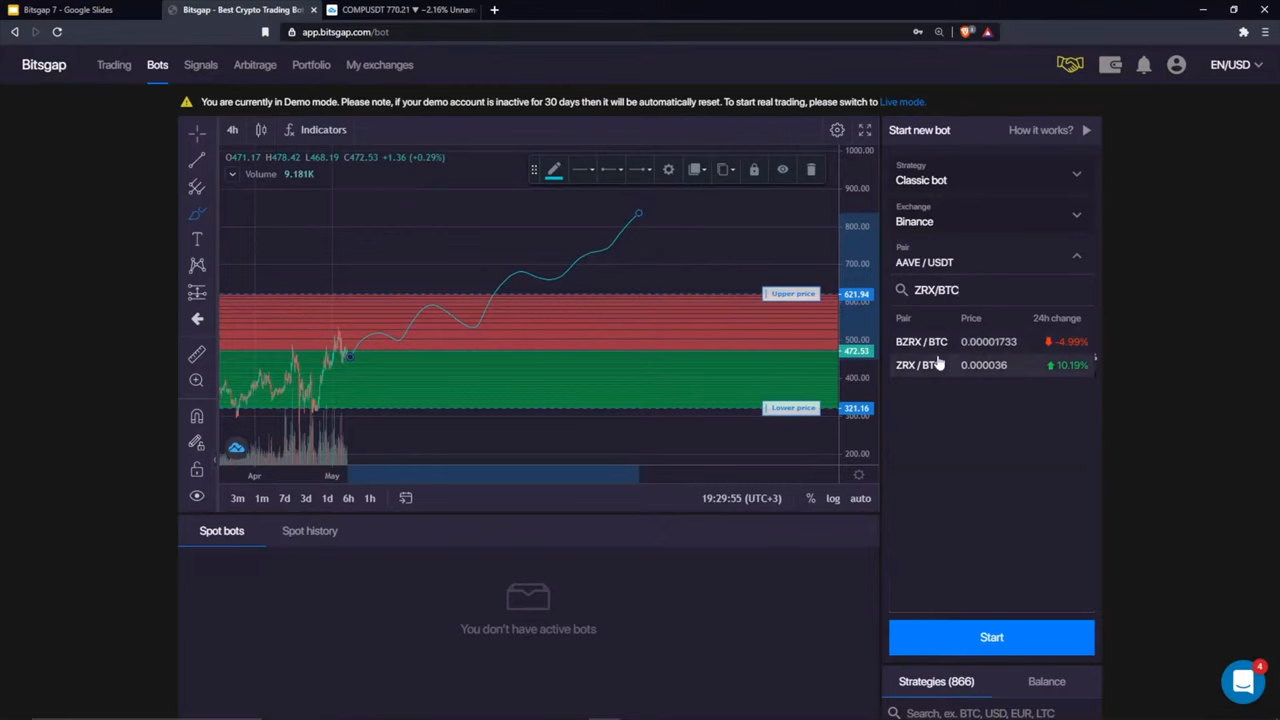 Bitsgap 7 - Google Slides
Bitsgap - Best Crypto Trading Bot
COMPUSDT 770.21 ▼ −2.16% Unnam
app.bitsgap.com/bot
Bitsgap
Trading
Bots
Signals
Arbitrage
Portfolio
My exchanges
EN/USD
You are currently in Demo mode. Please note, if your demo account is inactive for 30 days then it will be automatically reset. To start real trading, please switch to Live mode.
4h
Indicators
O471.17 H478.42 L468.19 C472.53 +1.36 (+0.29%)
Volume 9.181K
1000.00
900.00
800.00
700.00
Upper price
621.94
600.00
500.00
472.53
400.00
Lower price
321.16
300.00
200.00
Apr
May
3m
1m
7d
3d
1d
6h
1h
19:29:55 (UTC+3)
%
log
auto
Spot bots
Spot history
You don't have active bots
Start new bot
How it works?
Strategy
Classic bot
Exchange
Binance
Pair
AAVE / USDT
ZRX/BTC
Pair Price 24h change
BZRX / BTC 0.00001733 -4.99%
ZRX / BTC 0.000036 10.19%
Start
Strategies (866)
Balance
Search, ex. BTC, USD, EUR, LTC
4